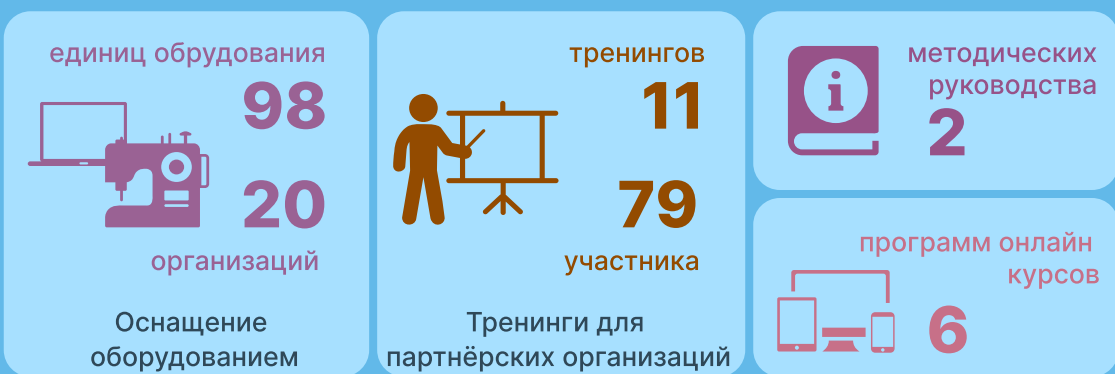 единиц обрудования
98
20
организаций
Оснащение
оборудованием
тренингов
11
79
участника
Тренинги для
партнёрских организаций
i
методических
руководства
2
программ онлайн
курсов
6